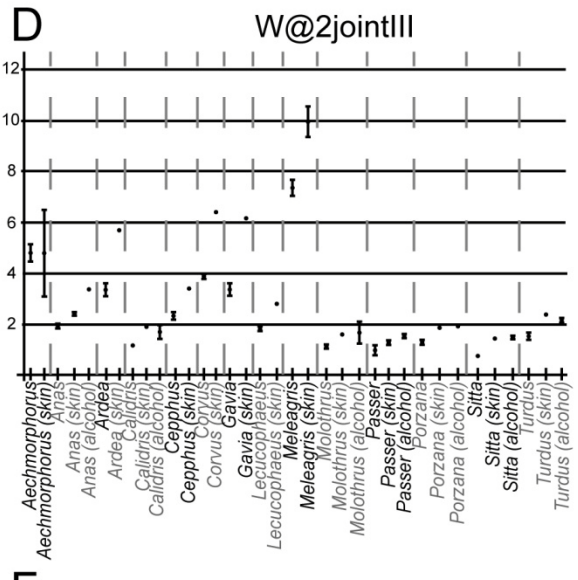 D
W@2jointIII
12
10
8
6
4
2
Aechmorphorus
Aechmorphorus (skin)
Anas
Anas (skin)
Anas (alcohol)
Ardea
Ardea (skin)
Calidris
Calidris (skin)
Calidris (alcohol)
Cepphus
Cepphus (skin)
Corvus
Corvus (skin)
Gavia
Gavia (skin)
Lecucophaeus
Lecucophaeus (skin)
Meleagris
Meleagris (skin)
Molothrus
Molothrus (skin)
Molothrus (alcohol)
Passer
Passer (skin)
Passer (alcohol)
Porzana
Porzana (skin)
Porzana (alcohol)
Sitta
Sitta (skin)
Sitta (alcohol)
Turdus
Turdus (skin)
Turdus (alcohol)